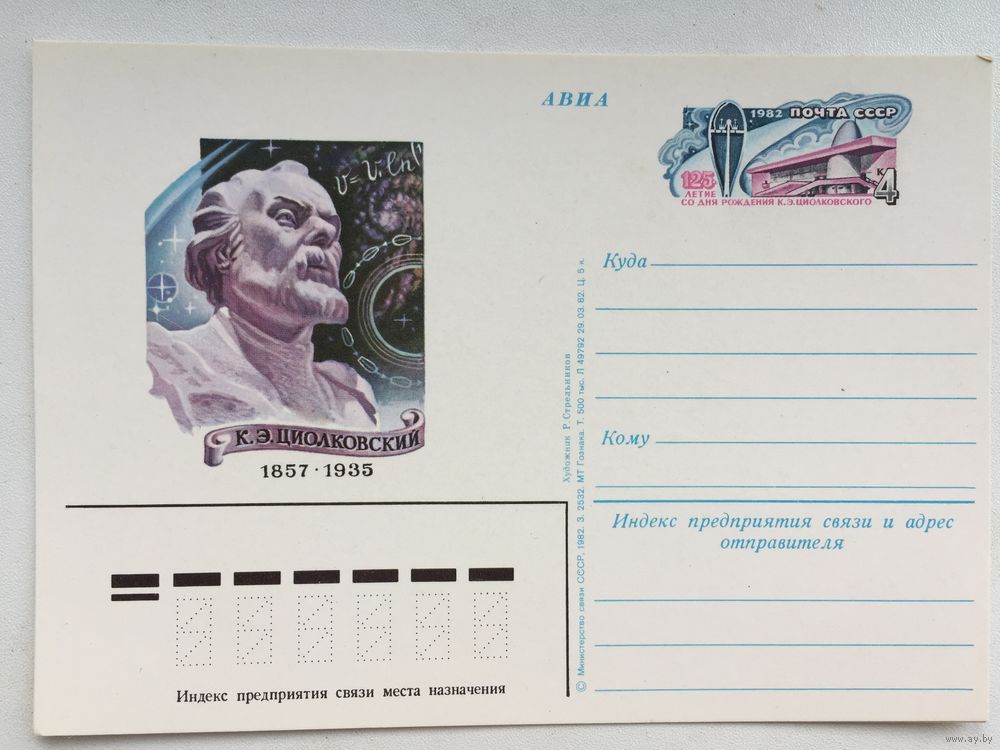 АВИА
1982 ПОЧТА СССР
125
ЛЕТИЕ
СО ДНЯ РОЖДЕНИЯ К.Э.ЦИОЛКОВСКОГО
К 4
v = v₁ ln(
К.Э.ЦИОЛКОВСКИЙ
1857·1935
Куда
Кому
Индекс предприятия связи и адрес
отправителя
Художник Р. Стрельников
© Министерство связи СССР, 1982. З. 2532. МТ Гознака. Т. 500 тыс. Л 49792 29.03.82. Ц. 5 к.
Индекс предприятия связи места назначения
www.ay.by